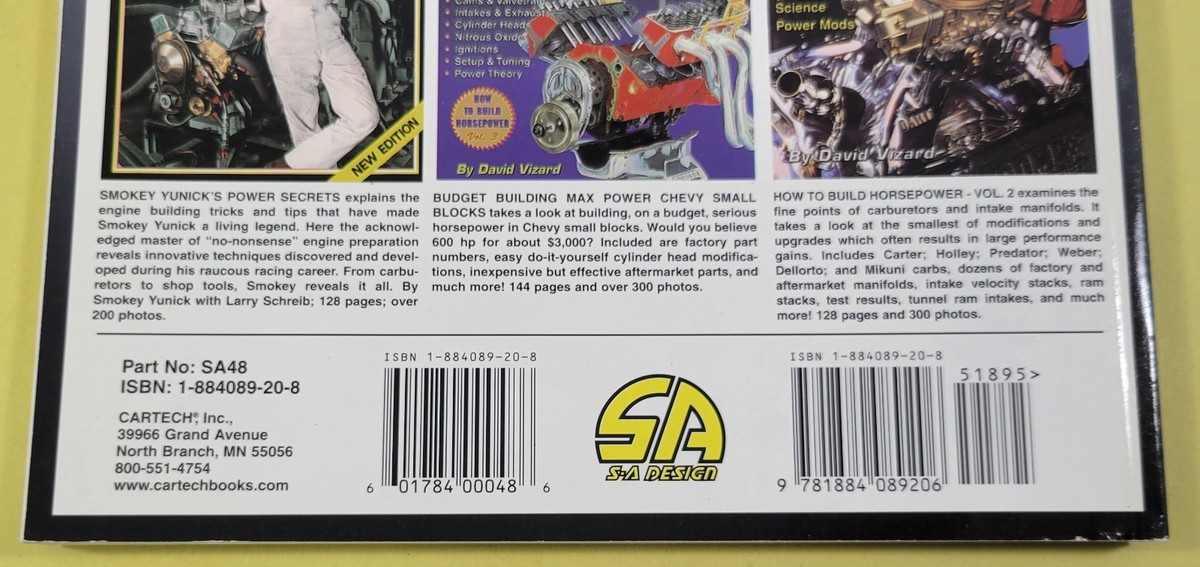 Cams & Valvetrain
Intakes & Exhausts
Cylinder Heads
Nitrous Oxide
Ignitions
Setup & Tuning
Power Theory
HOW
TO BUILD
HORSEPOWER
Vol. 3
By David Vizard
NEW EDITION
Science
Power Mods
DART
By David Vizard
SMOKEY YUNICK'S POWER SECRETS explains the
engine building tricks and tips that have made
Smokey Yunick a living legend. Here the acknowl-
edged master of "no-nonsense" engine preparation
reveals innovative techniques discovered and devel-
oped during his raucous racing career. From carbu-
retors to shop tools, Smokey reveals it all. By
Smokey Yunick with Larry Schreib; 128 pages; over
200 photos.
BUDGET BUILDING MAX POWER CHEVY SMALL
BLOCKS takes a look at building, on a budget, serious
horsepower in Chevy small blocks. Would you believe
600 hp for about $3,000? Included are factory part
numbers, easy do-it-yourself cylinder head modifica-
tions, inexpensive but effective aftermarket parts, and
much more! 144 pages and over 300 photos.
HOW TO BUILD HORSEPOWER - VOL. 2 examines the
fine points of carburetors and intake manifolds. It
takes a look at the smallest of modifications and
upgrades which often results in large performance
gains. Includes Carter; Holley; Predator; Weber;
Dellorto; and Mikuni carbs, dozens of factory and
aftermarket manifolds, intake velocity stacks, ram
stacks, test results, tunnel ram intakes, and much
more! 128 pages and 300 photos.
Part No: SA48
ISBN: 1-884089-20-8
CARTECH®, Inc.,
39966 Grand Avenue
North Branch, MN 55056
800-551-4754
www.cartechbooks.com
ISBN 1-884089-20-8
6 01784 00048 6
SA
S-A DESIGN
ISBN 1-884089-20-8
51895>
9 781884 089206